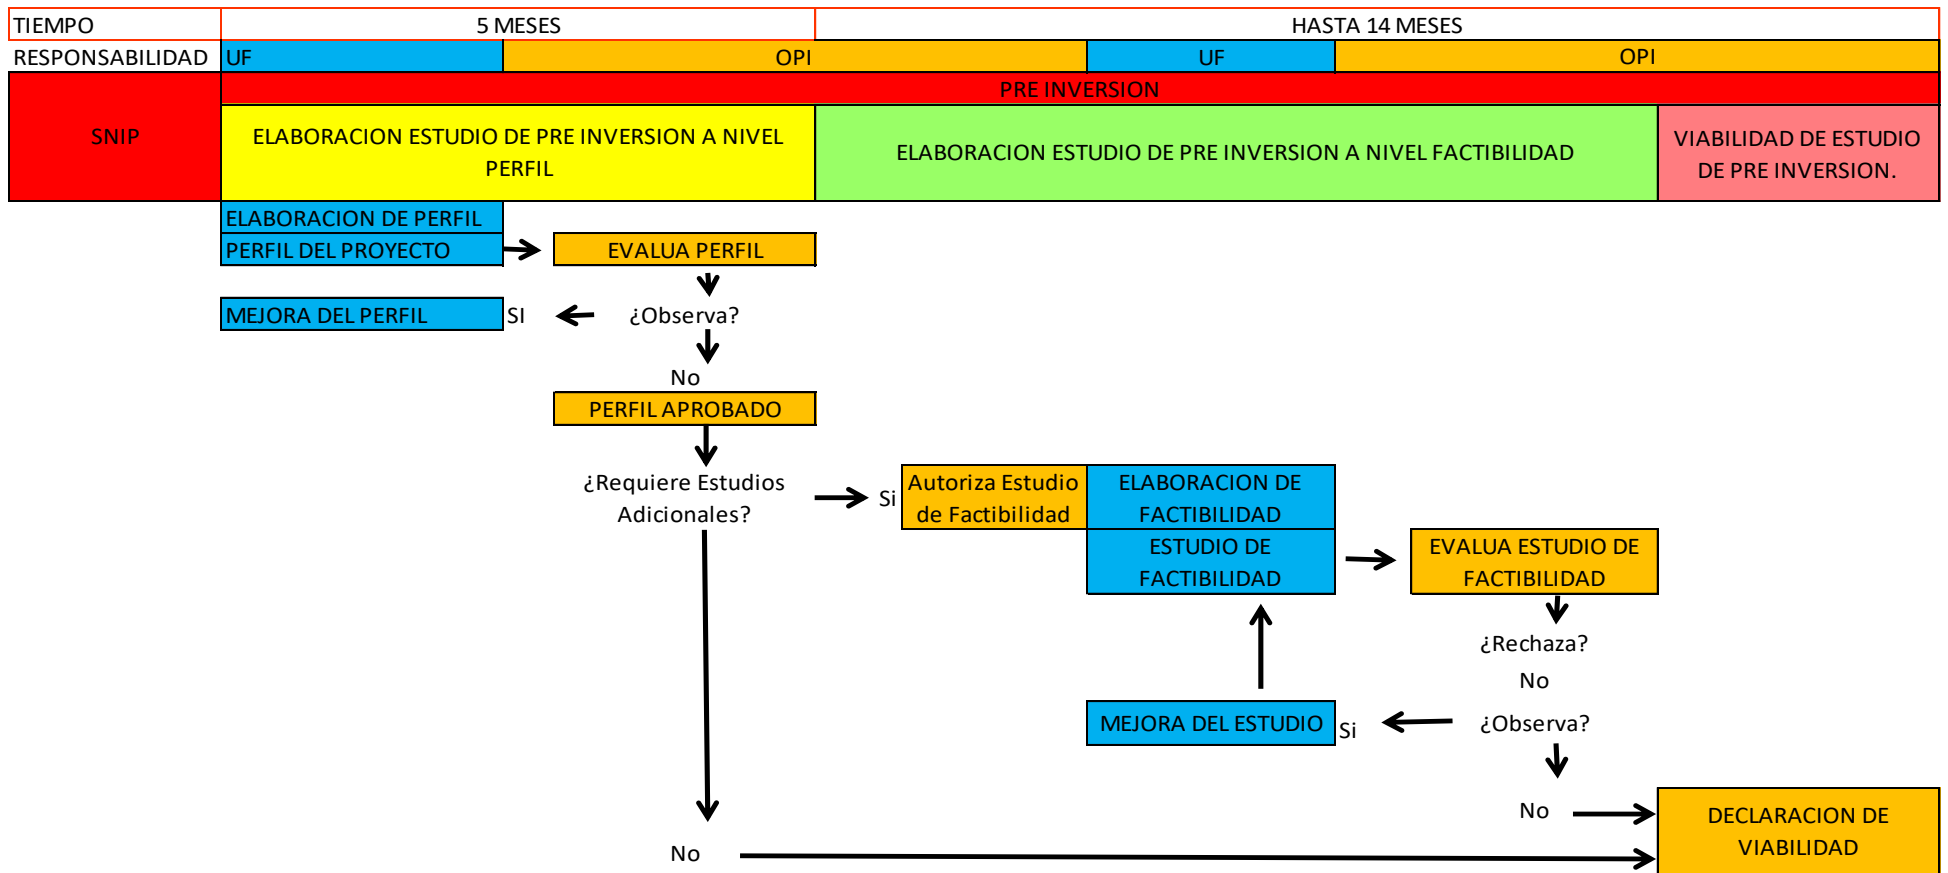 TIEMPO 5 MESES HASTA 14 MESES
RESPONSABILIDAD UF OPI UF OPI
PRE INVERSION
SNIP
ELABORACION ESTUDIO DE PRE INVERSION A NIVEL
PERFIL
ELABORACION ESTUDIO DE PRE INVERSION A NIVEL FACTIBILIDAD
VIABILIDAD DE ESTUDIO
DE PRE INVERSION.
ELABORACION DE PERFIL
PERFIL DEL PROYECTO
EVALUA PERFIL
MEJORA DEL PERFIL
SI
¿Observa?
No
PERFIL APROBADO
¿Requiere Estudios
Adicionales?
Si
Autoriza Estudio
de Factibilidad
ELABORACION DE
FACTIBILIDAD
ESTUDIO DE
FACTIBILIDAD
EVALUA ESTUDIO DE
FACTIBILIDAD
¿Rechaza?
No
MEJORA DEL ESTUDIO
Si
¿Observa?
No
DECLARACION DE
VIABILIDAD
No